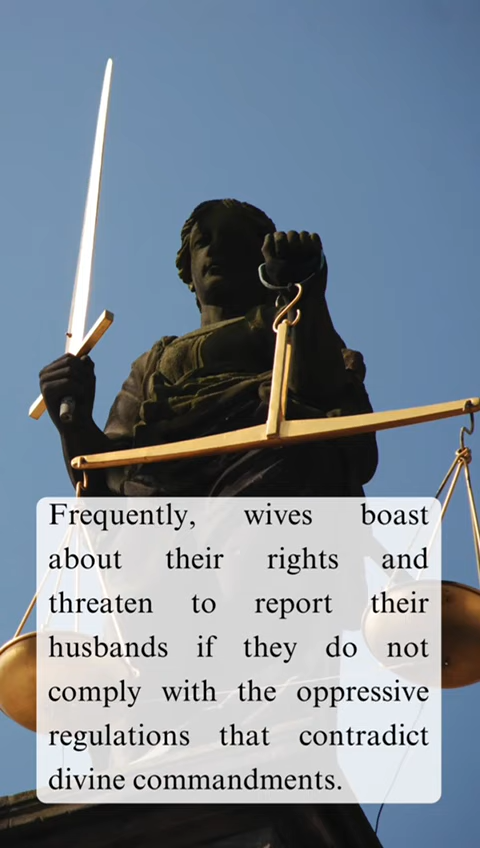 Frequently, wives boast
about their rights and
threaten to report their
husbands if they do not
comply with the oppressive
regulations that contradict
divine commandments.